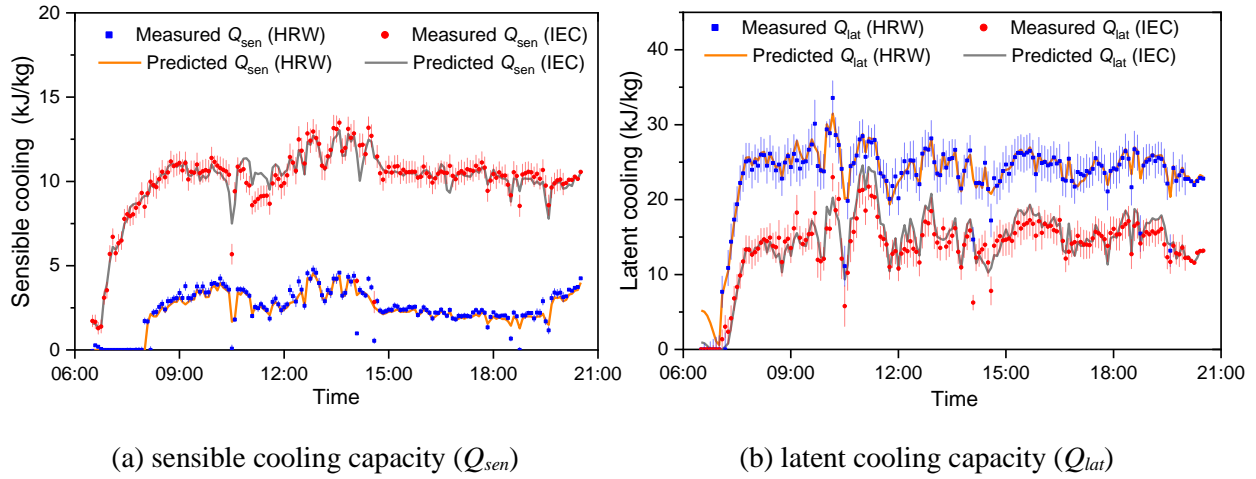 20
15
10
5
0
Sensible cooling (kJ/kg)
Measured Qsen (HRW)
Measured Qsen (IEC)
Predicted Qsen (HRW)
Predicted Qsen (IEC)
06:00 09:00 12:00 15:00 18:00 21:00
Time
40
30
20
10
0
Latent cooling (kJ/kg)
Measured Qlat (HRW)
Measured Qlat (IEC)
Predicted Qlat (HRW)
Predicted Qlat (IEC)
06:00 09:00 12:00 15:00 18:00 21:00
Time
(a) sensible cooling capacity (Qsen)
(b) latent cooling capacity (Qlat)